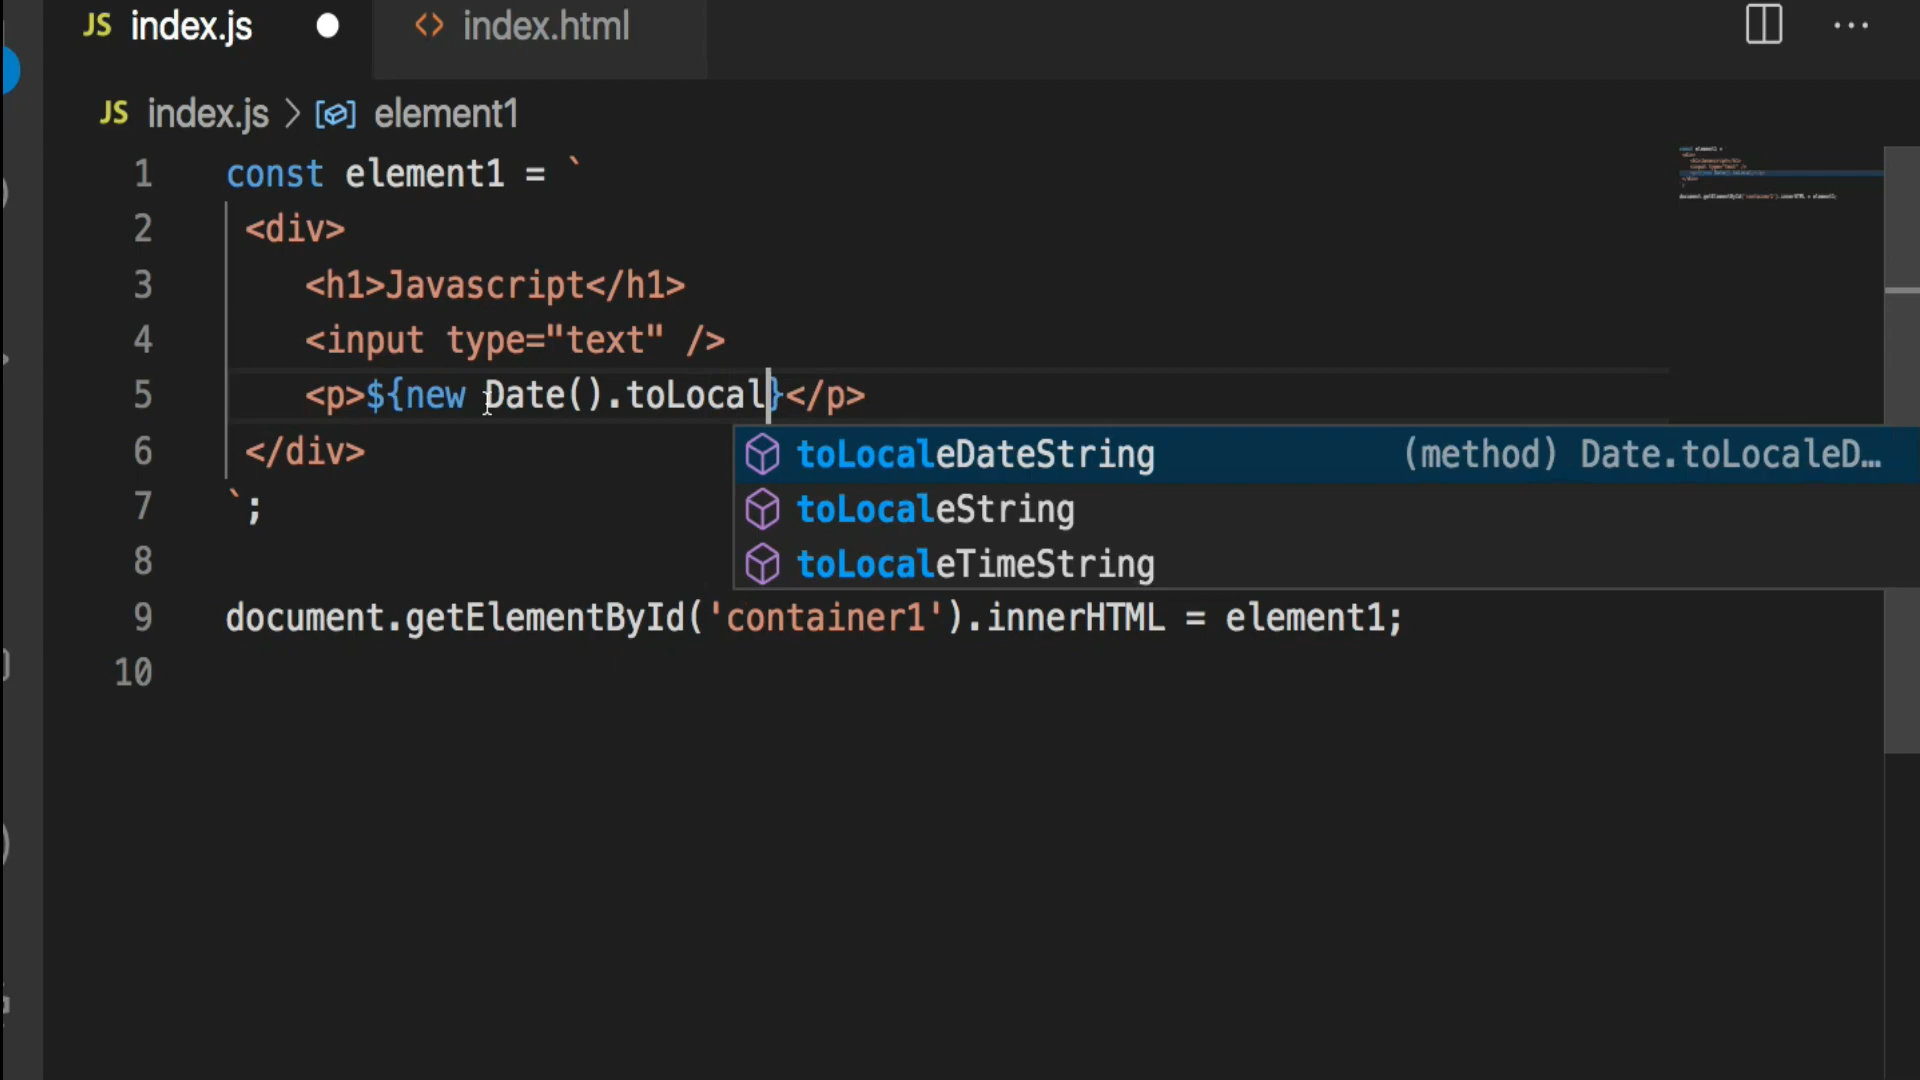 JS index.js ● <> index.html ...
JS index.js > element1
1 const element1 = `
2 <div>
3 <h1>Javascript</h1>
4 <input type="text" />
5 <p>${new Date().toLocal}</p>
6 </div>
toLocaleDateString (method) Date.toLocaleD…
7 `;
toLocaleString
8
toLocaleTimeString
9 document.getElementById('container1').innerHTML = element1;
10